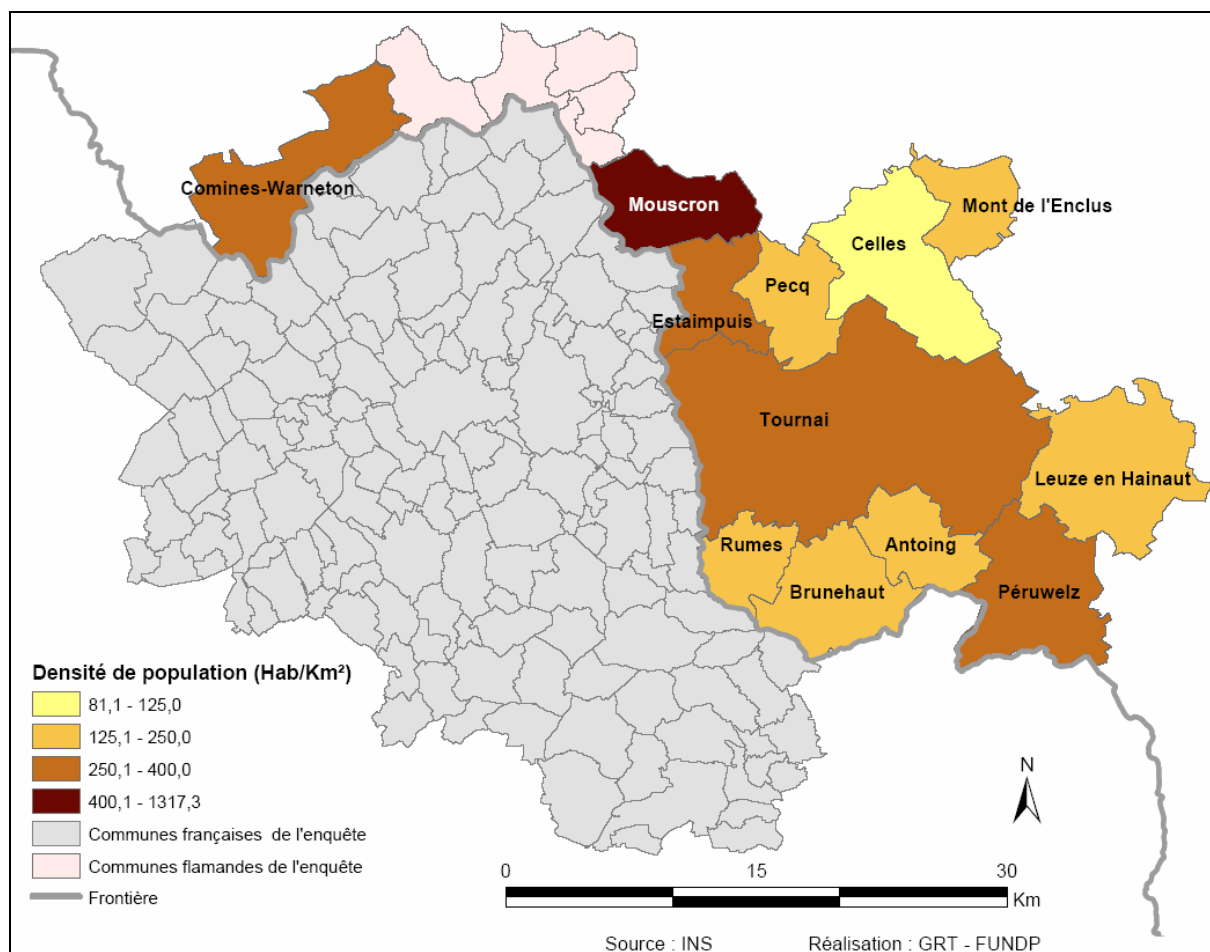 Comines-Warneton
Mouscron
Mont de l'Enclus
Celles
Pecq
Estaimpuis
Tournai
Leuze en Hainaut
Rumes
Antoing
Brunehaut
Péruwelz
Densité de population (Hab/Km²)
81,1 - 125,0
125,1 - 250,0
250,1 - 400,0
400,1 - 1317,3
Communes françaises de l'enquête
Communes flamandes de l'enquête
Frontière
N
0 15 30
Km
Source : INS Réalisation : GRT - FUNDP